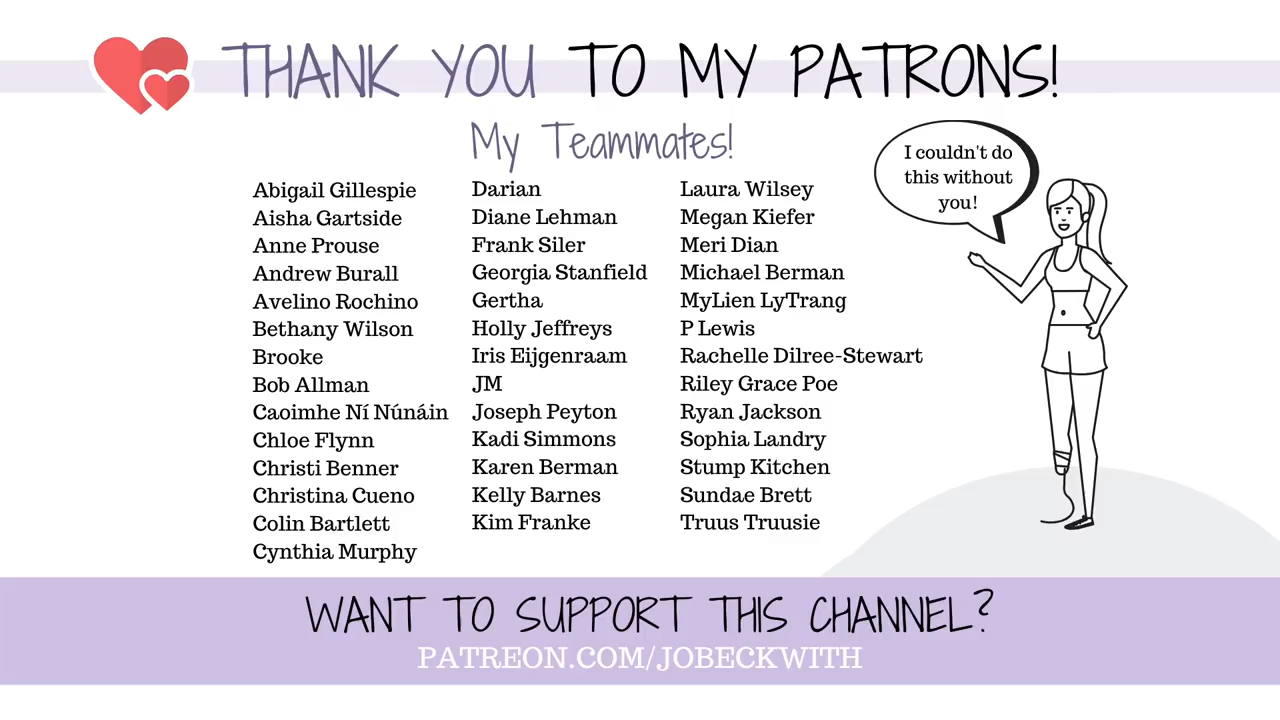 THANK YOU TO MY PATRONS!
My Teammates!
I couldn't do
this without
you!
Abigail Gillespie
Aisha Gartside
Anne Prouse
Andrew Burall
Avelino Rochino
Bethany Wilson
Brooke
Bob Allman
Caoimhe Ní Núnáin
Chloe Flynn
Christi Benner
Christina Cueno
Colin Bartlett
Cynthia Murphy
Darian
Diane Lehman
Frank Siler
Georgia Stanfield
Gertha
Holly Jeffreys
Iris Eijgenraam
JM
Joseph Peyton
Kadi Simmons
Karen Berman
Kelly Barnes
Kim Franke
Laura Wilsey
Megan Kiefer
Meri Dian
Michael Berman
MyLien LyTrang
P Lewis
Rachelle Dilree-Stewart
Riley Grace Poe
Ryan Jackson
Sophia Landry
Stump Kitchen
Sundae Brett
Truus Truusie
WANT TO SUPPORT THIS CHANNEL?
PATREON.COM/JOBECKWITH